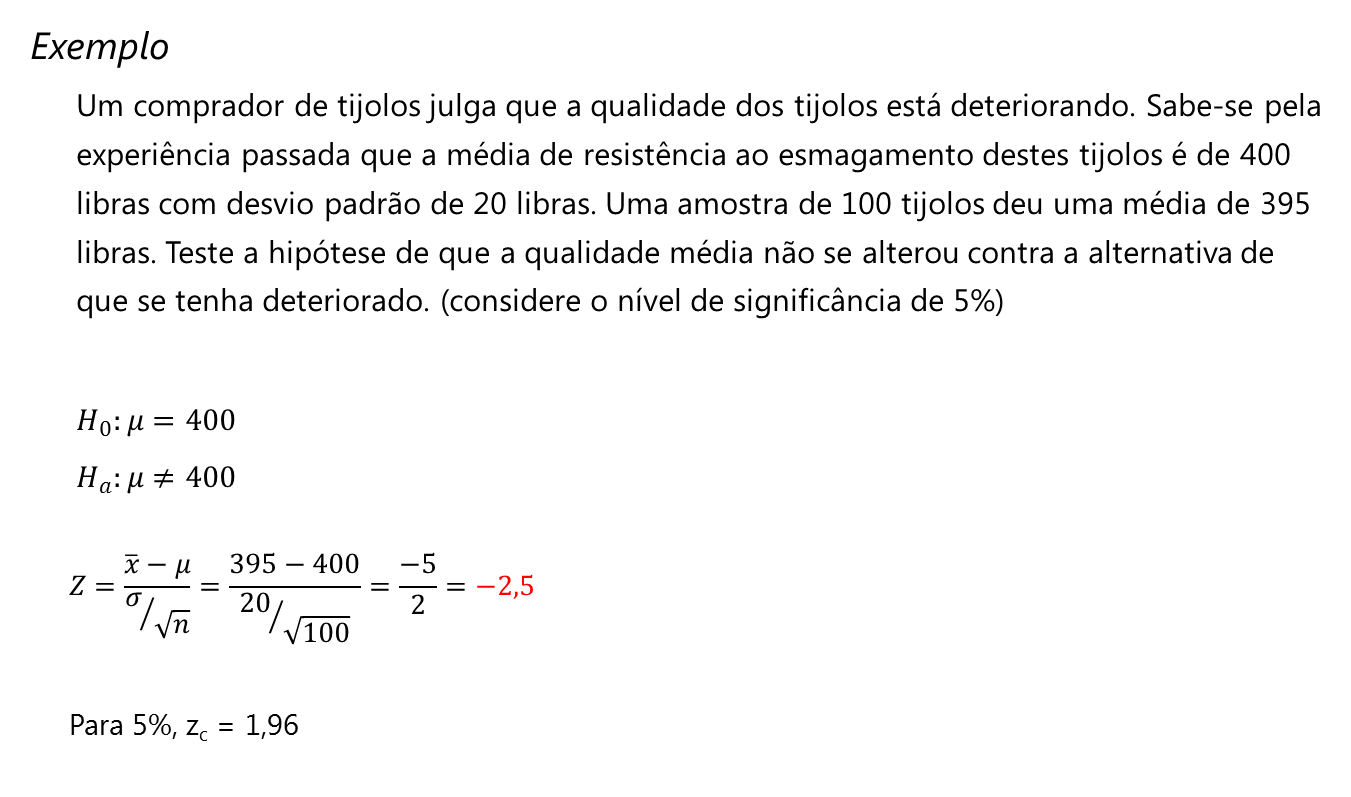 Exemplo
Um comprador de tijolos julga que a qualidade dos tijolos está deteriorando. Sabe-se pela
experiência passada que a média de resistência ao esmagamento destes tijolos é de 400
libras com desvio padrão de 20 libras. Uma amostra de 100 tijolos deu uma média de 395
libras. Teste a hipótese de que a qualidade média não se alterou contra a alternativa de
que se tenha deteriorado. (considere o nível de significância de 5%)
H₀: μ = 400
Hₐ: μ ≠ 400
Z = (x̄ − μ)/(σ/√n) = (395 − 400)/(20/√100) = −5/2 = −2,5
Para 5%, z_c = 1,96